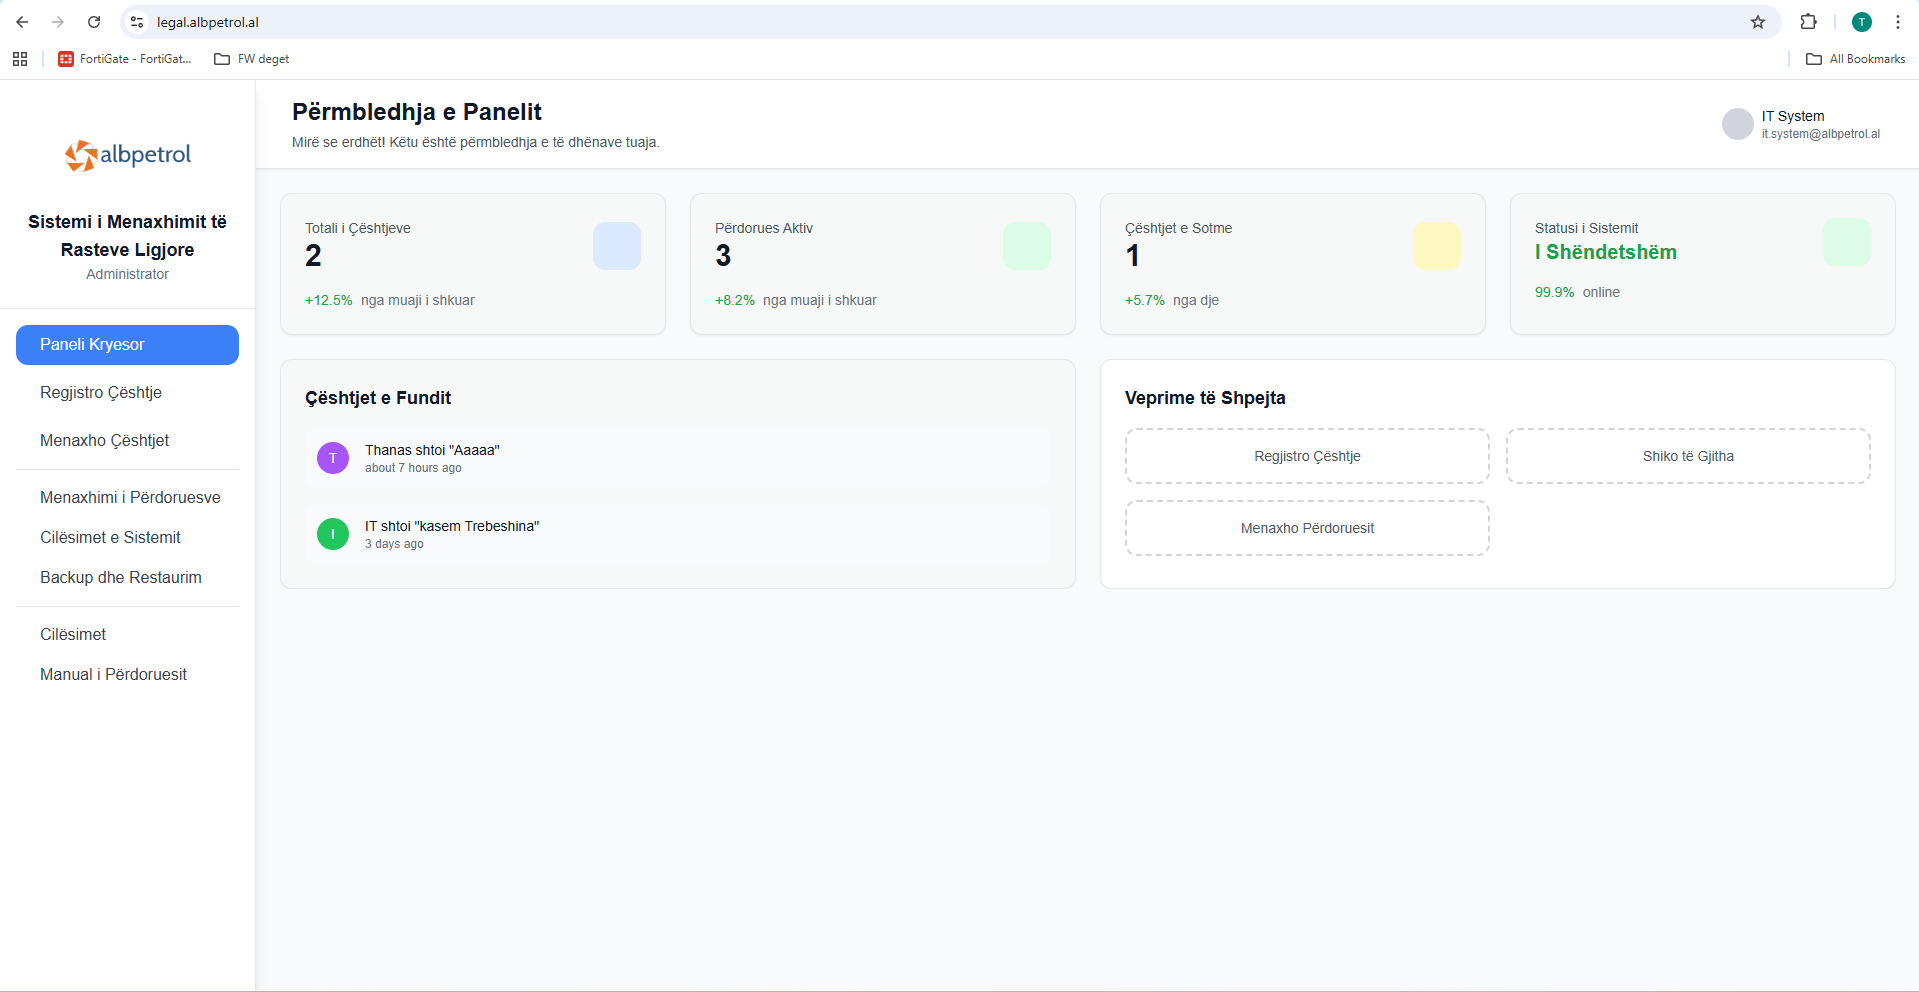 legal.albpetrol.al
T
FortiGate - FortiGat...
FW deget
All Bookmarks
albpetrol
Sistemi i Menaxhimit të
Rasteve Ligjore
Administrator
Paneli Kryesor
Regjistro Çështje
Menaxho Çështjet
Menaxhimi i Përdoruesve
Cilësimet e Sistemit
Backup dhe Restaurim
Cilësimet
Manual i Përdoruesit
Përmbledhja e Panelit
Mirë se erdhët! Këtu është përmbledhja e të dhënave tuaja.
IT System
it.system@albpetrol.al
Totali i Çështjeve
2
+12.5% nga muaji i shkuar
Përdorues Aktiv
3
+8.2% nga muaji i shkuar
Çështjet e Sotme
1
+5.7% nga dje
Statusi i Sistemit
I Shëndetshëm
99.9% online
Çështjet e Fundit
T
Thanas shtoi "Aaaaa"
about 7 hours ago
I
IT shtoi "kasem Trebeshina"
3 days ago
Veprime të Shpejta
Regjistro Çështje
Shiko të Gjitha
Menaxho Përdoruesit